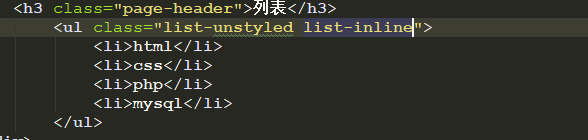 <h3 class="page-header">列表</h3>
<ul class="list-unstyled list-inline">
<li>html</li>
<li>css</li>
<li>php</li>
<li>mysql</li>
</ul>